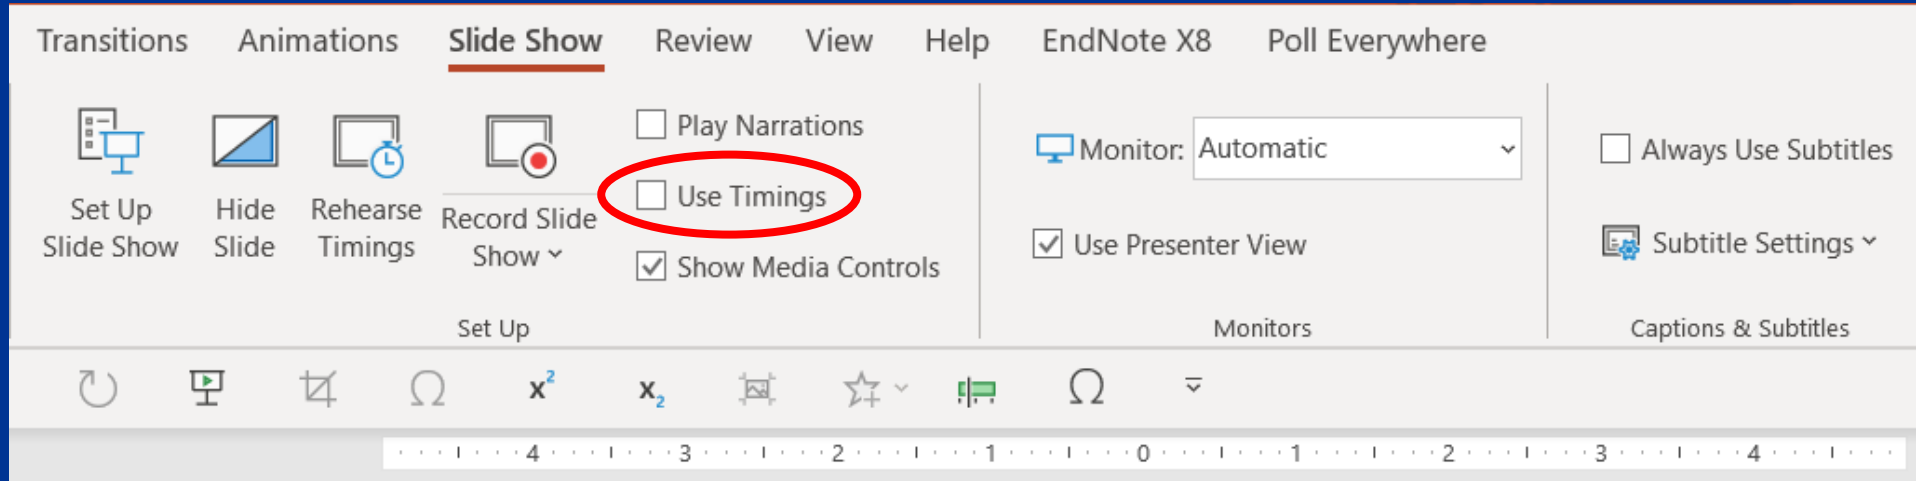 Transitions Animations Slide Show Review View Help EndNote X8 Poll Everywhere
Set Up
Slide Show
Hide
Slide
Rehearse
Timings
Record Slide
Show
Play Narrations
Use Timings
Show Media Controls
Set Up
Monitor: Automatic
Use Presenter View
Monitors
Always Use Subtitles
Subtitle Settings
Captions & Subtitles
Ω x² x₂ Ω
4 3 2 1 0 1 2 3 4